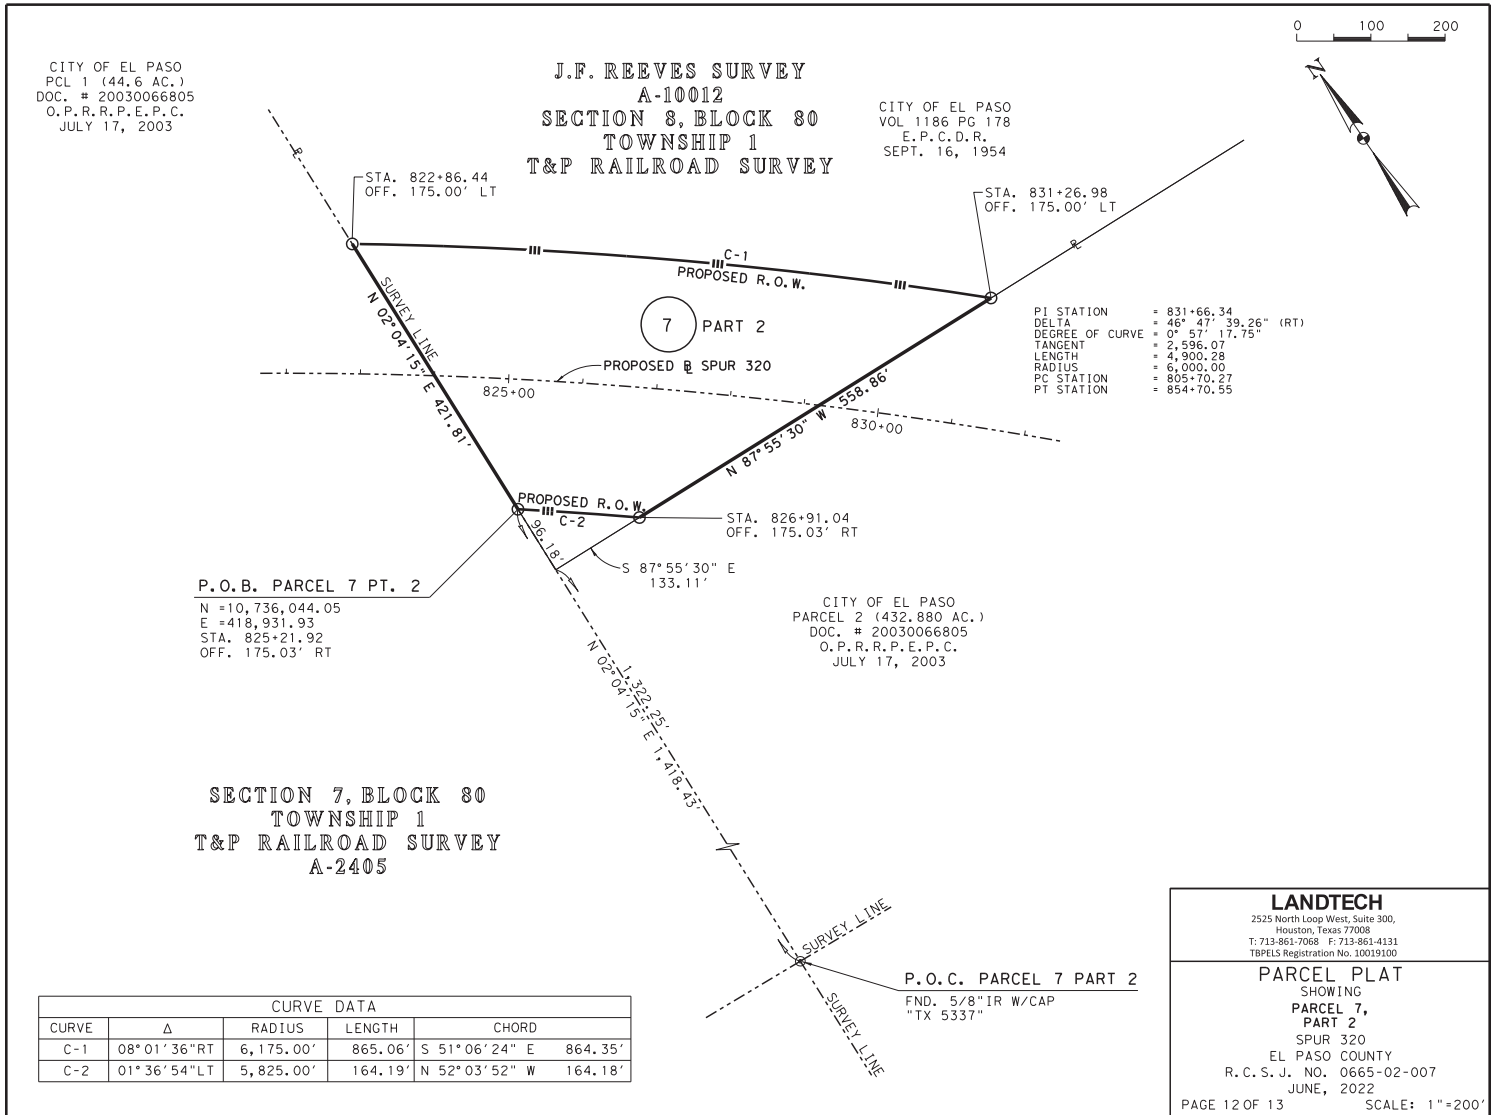 0 100 200
N
CITY OF EL PASO
PCL 1 (44.6 AC.)
DOC. # 20030066805
O.P.R.R.P.E.P.C.
JULY 17, 2003
J.F. REEVES SURVEY
A-10012
SECTION 8, BLOCK 80
TOWNSHIP 1
T&P RAILROAD SURVEY
CITY OF EL PASO
VOL 1186 PG 178
E.P.C.D.R.
SEPT. 16, 1954
STA. 822+86.44
OFF. 175.00' LT
STA. 831+26.98
OFF. 175.00' LT
C-1
PROPOSED R.O.W.
SURVEY LINE
N 02°04'15" E 421.81'
7 PART 2
PROPOSED ℄ SPUR 320
825+00
830+00
N 87°55'30" W 558.86'
PI STATION = 831+66.34
DELTA = 46° 47' 39.26" (RT)
DEGREE OF CURVE = 0° 57' 17.75"
TANGENT = 2,596.07
LENGTH = 4,900.28
RADIUS = 6,000.00
PC STATION = 805+70.27
PT STATION = 854+70.55
PROPOSED R.O.W.
C-2
96.18'
STA. 826+91.04
OFF. 175.03' RT
S 87°55'30" E
133.11'
P.O.B. PARCEL 7 PT. 2
N =10,736,044.05
E =418,931.93
STA. 825+21.92
OFF. 175.03' RT
CITY OF EL PASO
PARCEL 2 (432.880 AC.)
DOC. # 20030066805
O.P.R.R.P.E.P.C.
JULY 17, 2003
1,322.25'
N 02°04'15" E 1,418.43'
SECTION 7, BLOCK 80
TOWNSHIP 1
T&P RAILROAD SURVEY
A-2405
SURVEY LINE
SURVEY LINE
P.O.C. PARCEL 7 PART 2
FND. 5/8"IR W/CAP
"TX 5337"
CURVE DATA
CURVE Δ RADIUS LENGTH CHORD
C-1 08°01'36"RT 6,175.00' 865.06' S 51°06'24" E 864.35'
C-2 01°36'54"LT 5,825.00' 164.19' N 52°03'52" W 164.18'
LANDTECH
2525 North Loop West, Suite 300,
Houston, Texas 77008
T: 713-861-7068 F: 713-861-4131
TBPELS Registration No. 10019100
PARCEL PLAT
SHOWING
PARCEL 7,
PART 2
SPUR 320
EL PASO COUNTY
R.C.S.J. NO. 0665-02-007
JUNE, 2022
PAGE 12 OF 13 SCALE: 1"=200'